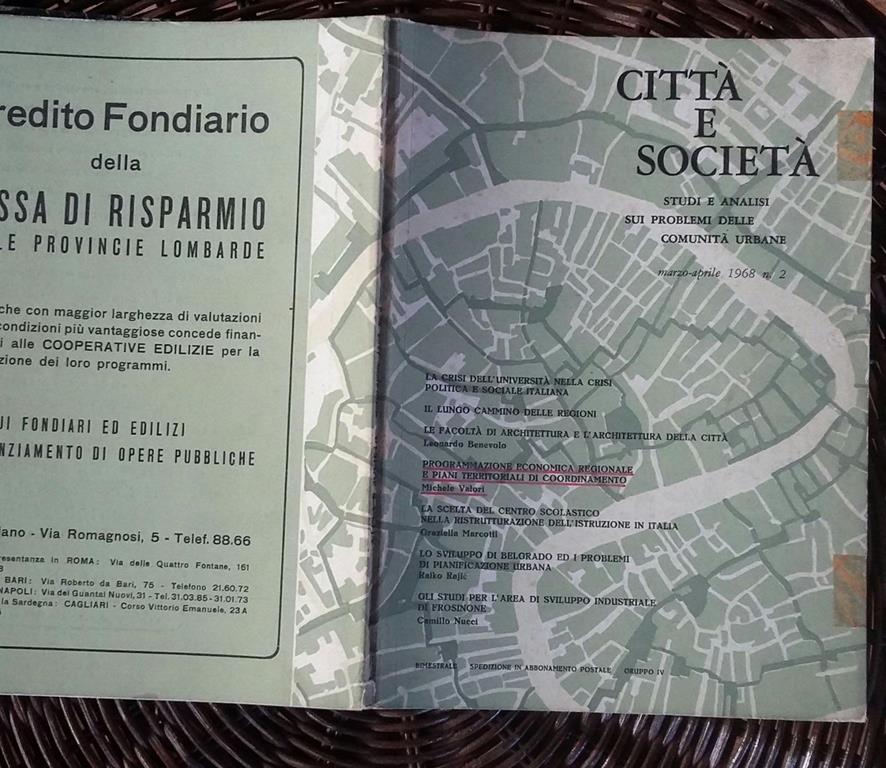 redito Fondiario
della
SSA DI RISPARMIO
LE PROVINCIE LOMBARDE
che con maggior larghezza di valutazioni
condizioni più vantaggiose concede finan-
i alle COOPERATIVE EDILIZIE per la
zione dei loro programmi.
UI FONDIARI ED EDILIZI
NZIAMENTO DI OPERE PUBBLICHE
ano - Via Romagnosi, 5 - Telef. 88.66
resentanza in ROMA: Via delle Quattro Fontane, 161
BARI: Via Roberto da Bari, 75 - Telefono 21.60.72
NAPOLI: Via dei Guantai Nuovi, 31 - Tel. 31.03.85 - 31.01.73
la Sardegna: CAGLIARI - Corso Vittorio Emanuele, 23 A
CITTÀ
E
SOCIETÀ
STUDI E ANALISI
SUI PROBLEMI DELLE
COMUNITÀ URBANE
marzo-aprile 1968 n. 2
LA CRISI DELL'UNIVERSITÀ NELLA CRISI
POLITICA E SOCIALE ITALIANA
IL LUNGO CAMMINO DELLE REGIONI
LE FACOLTÀ DI ARCHITETTURA E L'ARCHITETTURA DELLA CITTÀ
Leonardo Benevolo
PROGRAMMAZIONE ECONOMICA REGIONALE
E PIANI TERRITORIALI DI COORDINAMENTO
Michele Valori
LA SCELTA DEL CENTRO SCOLASTICO
NELLA RISTRUTTURAZIONE DELL'ISTRUZIONE IN ITALIA
Graziella Marcotti
LO SVILUPPO DI BELGRADO ED I PROBLEMI
DI PIANIFICAZIONE URBANA
Raiko Rajić
GLI STUDI PER L'AREA DI SVILUPPO INDUSTRIALE
DI FROSINONE
Camillo Nucci
BIMESTRALE SPEDIZIONE IN ABBONAMENTO POSTALE GRUPPO IV